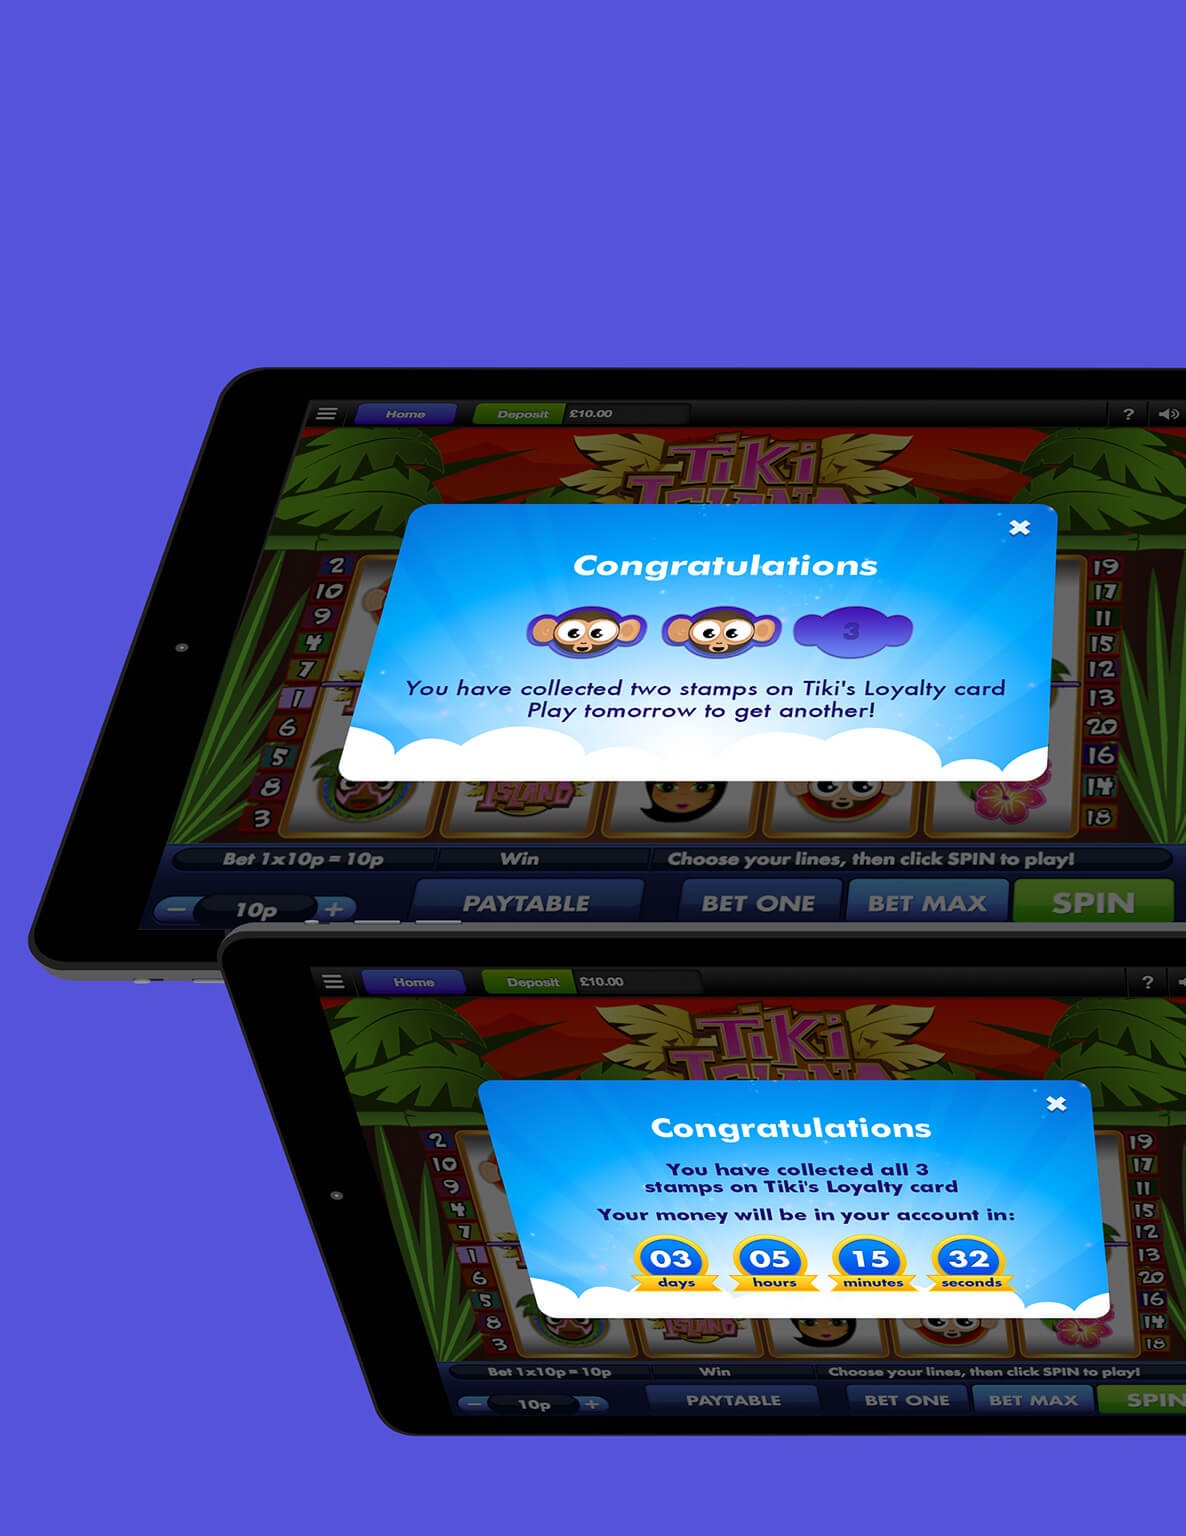 Home
Deposit £10.00
?
TiKi
ISLAND
Congratulations
3
You have collected two stamps on Tiki's Loyalty card
Play tomorrow to get another!
2
10
9
4
7
1
6
5
8
3
19
17
11
15
12
13
20
16
14
18
ISLAND
Bet 1x10p = 10p
Win
Choose your lines, then click SPIN to play!
− 10p +
PAYTABLE
BET ONE
BET MAX
SPIN
Home
Deposit £10.00
?
TiKi
ISLAND
Congratulations
You have collected all 3
stamps on Tiki's Loyalty card
Your money will be in your account in:
03 05 15 32
days hours minutes seconds
2
10
9
4
7
1
6
5
8
3
19
17
11
15
12
13
20
16
14
18
ISLAND
Bet 1x10p = 10p
Win
Choose your lines, then click SPIN to play!
− 10p +
PAYTABLE
BET ONE
BET MAX
SPIN